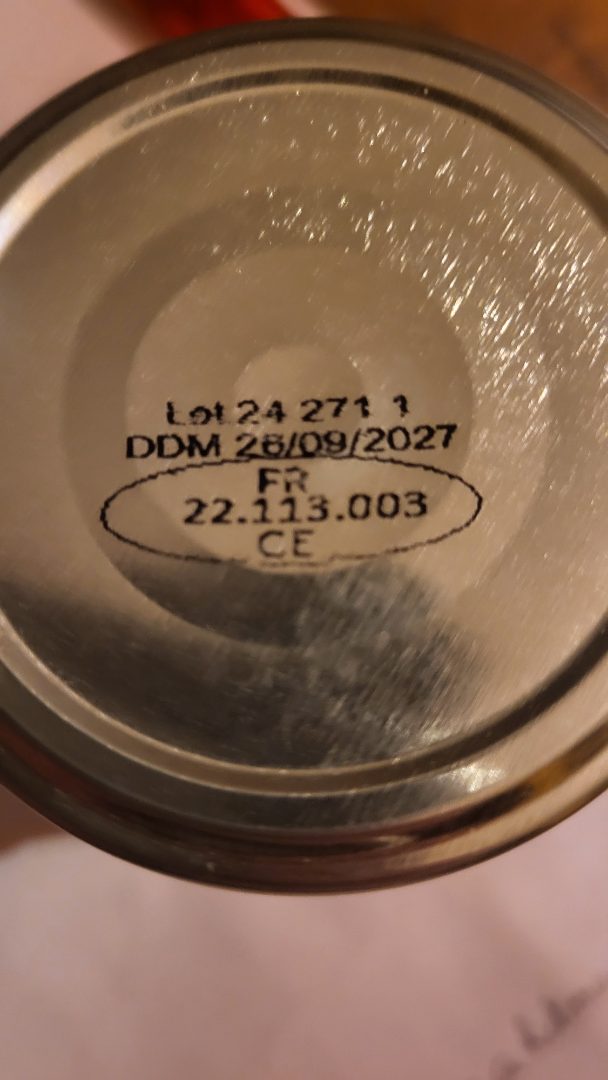 Lot 24 271 1
DDM 26/09/2027
FR
22.113.003
CE